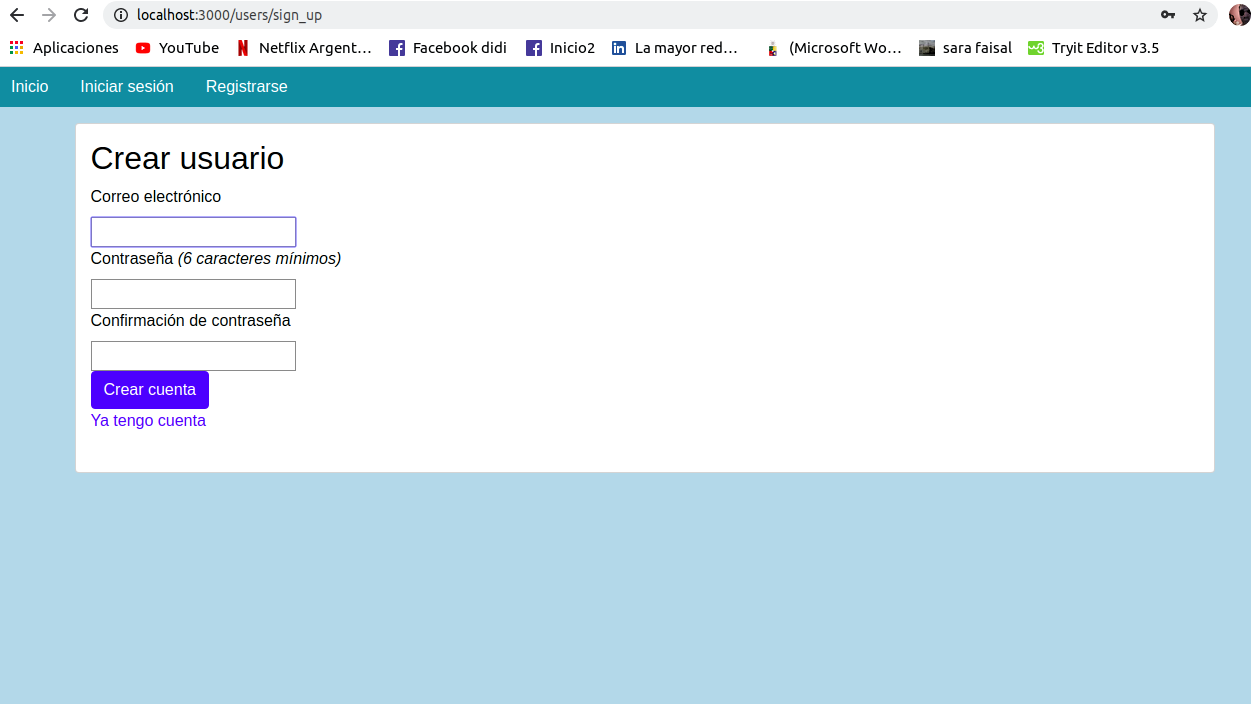 localhost:3000/users/sign_up
Aplicaciones YouTube Netflix Argent... Facebook didi Inicio2 La mayor red... (Microsoft Wo... sara faisal Tryit Editor v3.5
Inicio Iniciar sesión Registrarse
Crear usuario
Correo electrónico
Contraseña (6 caracteres mínimos)
Confirmación de contraseña
Crear cuenta
Ya tengo cuenta